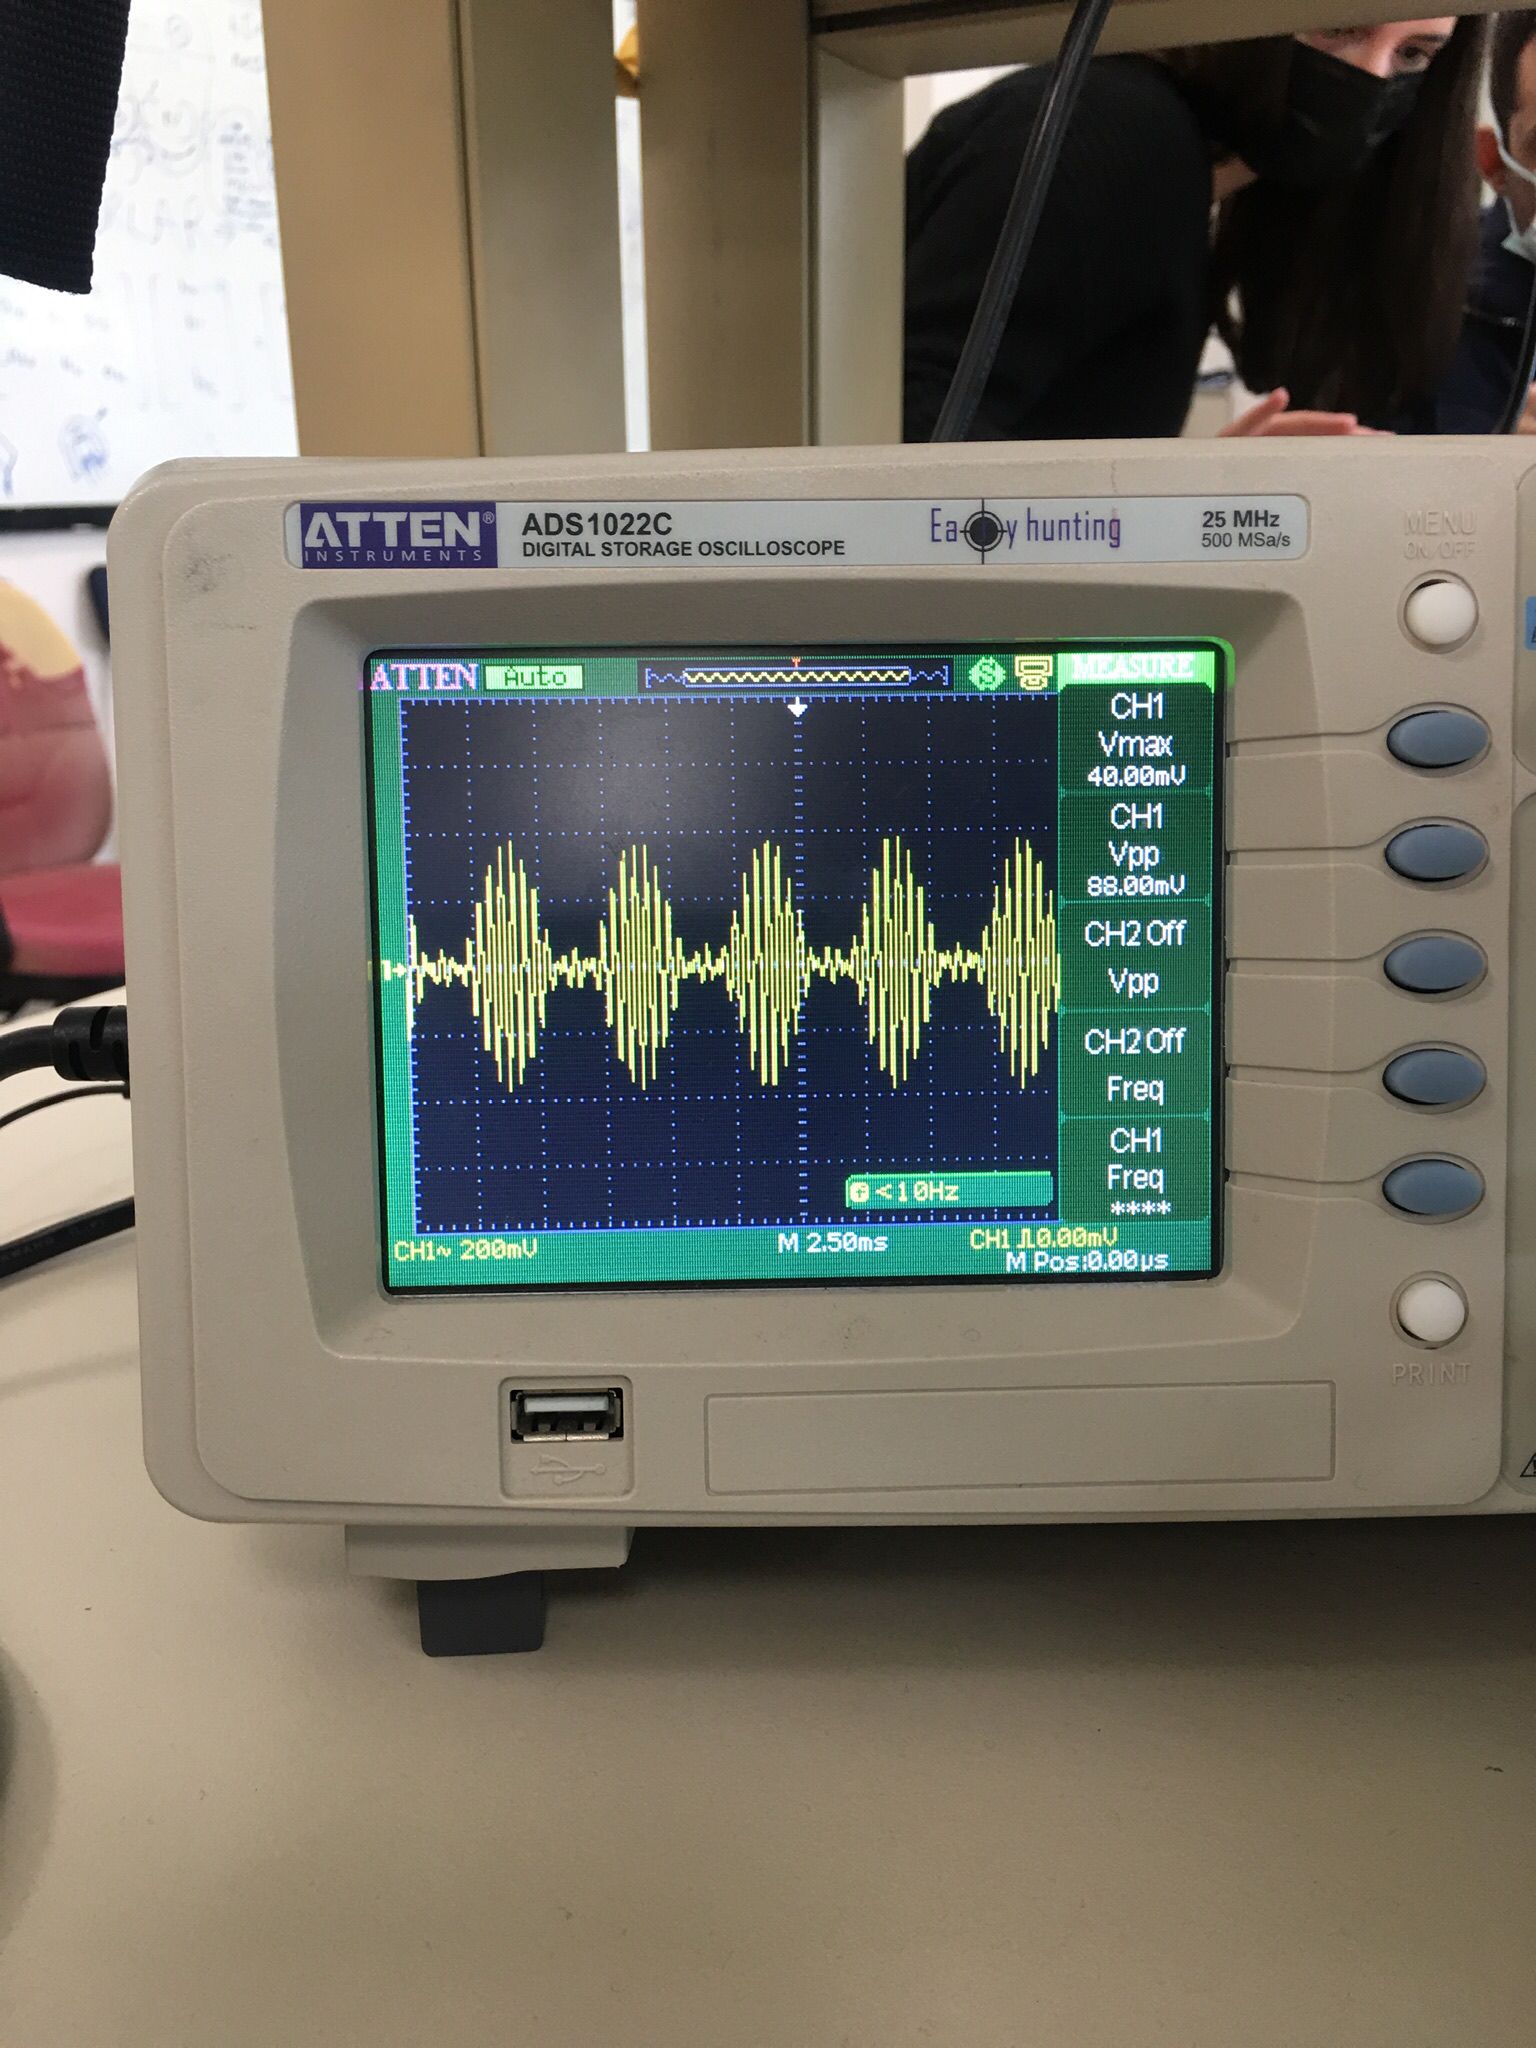 ATTEN®
INSTRUMENTS
ADS1022C
DIGITAL STORAGE OSCILLOSCOPE
Easy hunting
25 MHz
500 MSa/s
MENU
ON/OFF
ATTEN
Auto
T
S
MEASURE
CH1
Vmax
40.00mV
CH1
Vpp
88.00mV
CH2 Off
Vpp
CH2 Off
Freq
CH1
Freq
****
<10Hz
CH1~ 200mV
M 2.50ms
CH1 0.00mV
M Pos:0.00µs
PRINT